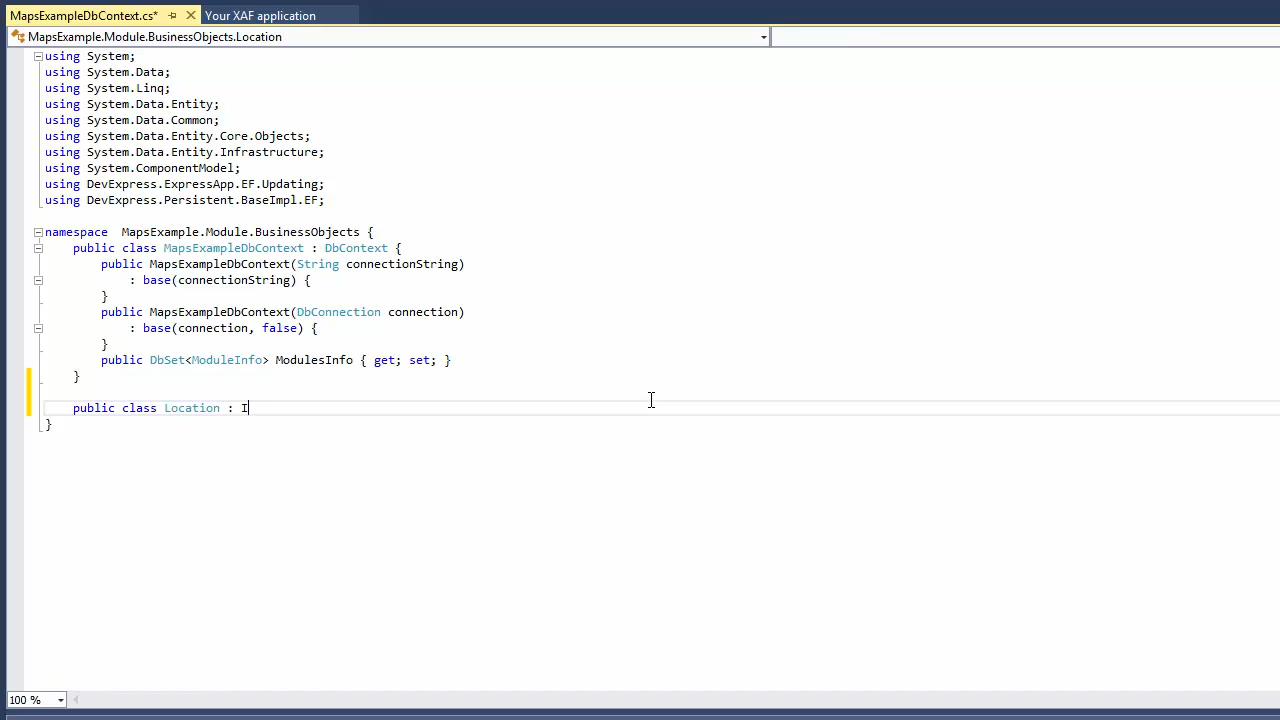 MapsExampleDbContext.cs* Your XAF application
MapsExample.Module.BusinessObjects.Location
using System;
using System.Data;
using System.Linq;
using System.Data.Entity;
using System.Data.Common;
using System.Data.Entity.Core.Objects;
using System.Data.Entity.Infrastructure;
using System.ComponentModel;
using DevExpress.ExpressApp.EF.Updating;
using DevExpress.Persistent.BaseImpl.EF;
namespace  MapsExample.Module.BusinessObjects {
    public class MapsExampleDbContext : DbContext {
        public MapsExampleDbContext(String connectionString)
            : base(connectionString) {
        }
        public MapsExampleDbContext(DbConnection connection)
            : base(connection, false) {
        }
        public DbSet<ModuleInfo> ModulesInfo { get; set; }
    }
    public class Location : I
}
100 %